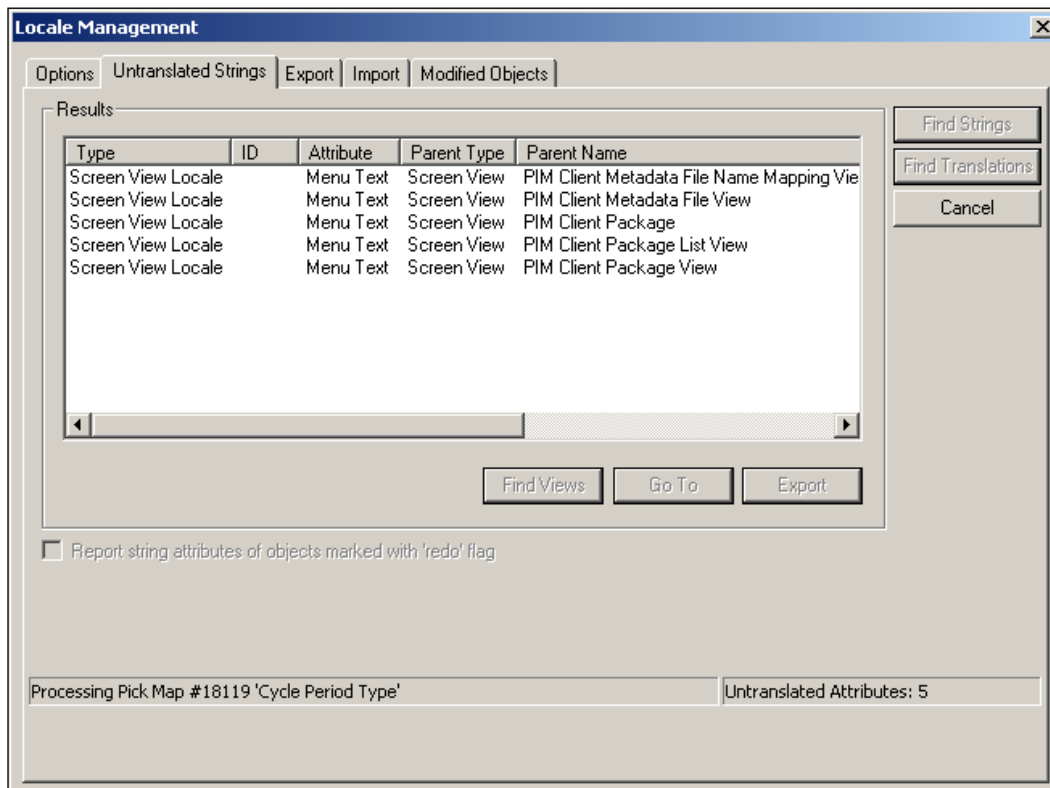 Locale Management
Options Untranslated Strings Export Import Modified Objects
Results
Find Strings
Find Translations
Cancel
Type ID Attribute Parent Type Parent Name
Screen View Locale Menu Text Screen View PIM Client Metadata File Name Mapping Vie
Screen View Locale Menu Text Screen View PIM Client Metadata File View
Screen View Locale Menu Text Screen View PIM Client Package
Screen View Locale Menu Text Screen View PIM Client Package List View
Screen View Locale Menu Text Screen View PIM Client Package View
Find Views Go To Export
Report string attributes of objects marked with 'redo' flag
Processing Pick Map #18119 'Cycle Period Type' Untranslated Attributes: 5